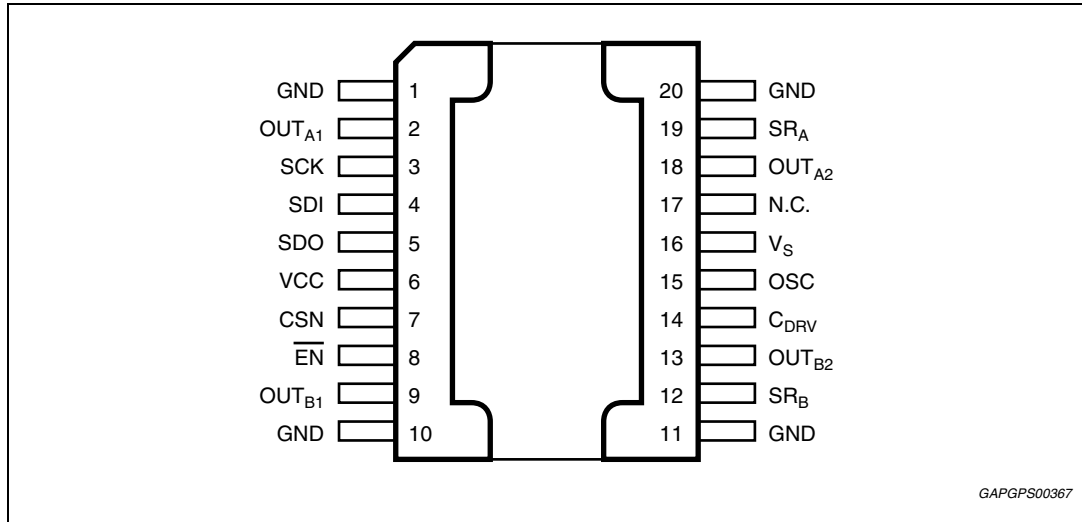 GND 1 20 GND
OUTA1 2 19 SRA
SCK 3 18 OUTA2
SDI 4 17 N.C.
SDO 5 16 VS
VCC 6 15 OSC
CSN 7 14 CDRV
EN 8 13 OUTB2
OUTB1 9 12 SRB
GND 10 11 GND
GAPGPS00367